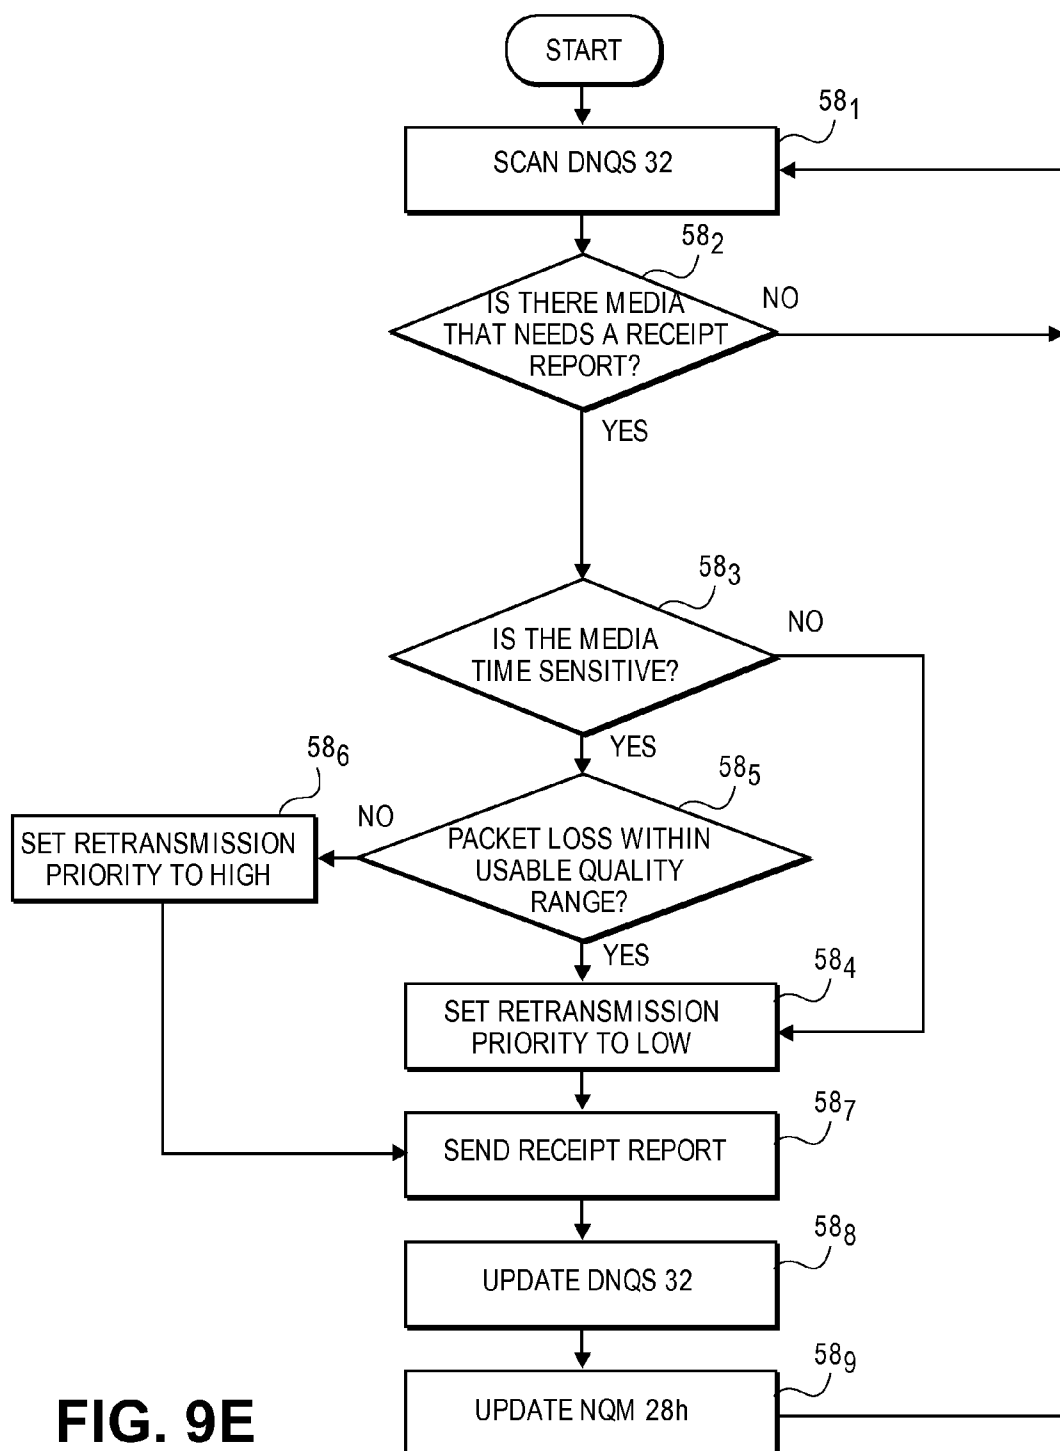 START
58₁
SCAN DNQS 32
58₂
IS THERE MEDIA
THAT NEEDS A RECEIPT
REPORT?
NO
YES
58₃
IS THE MEDIA
TIME SENSITIVE?
NO
YES
58₆
SET RETRANSMISSION
PRIORITY TO HIGH
NO
58₅
PACKET LOSS WITHIN
USABLE QUALITY
RANGE?
YES
58₄
SET RETRANSMISSION
PRIORITY TO LOW
58₇
SEND RECEIPT REPORT
58₈
UPDATE DNQS 32
58₉
UPDATE NQM 28h
FIG. 9E